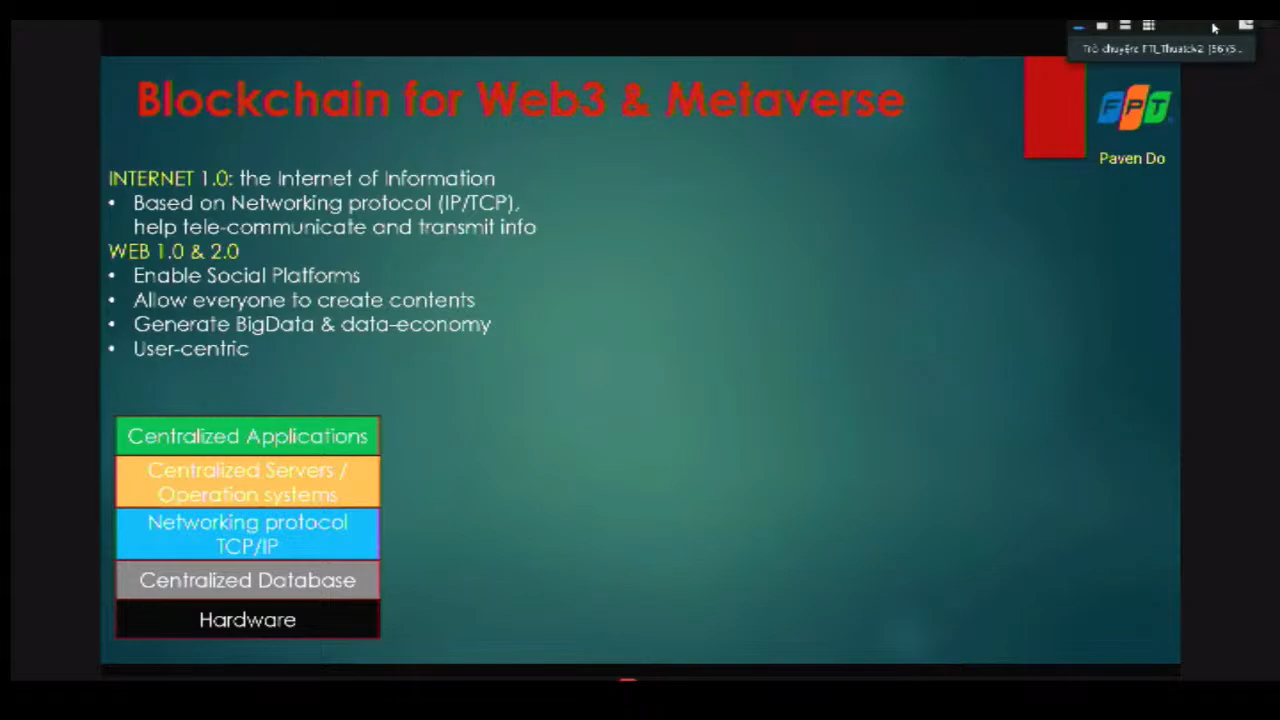 Trò chuyện:
Blockchain for Web3 & Metaverse
FPT
Paven Do
INTERNET 1.0: the Internet of Information
• Based on Networking protocol (IP/TCP),
help tele-communicate and transmit info
WEB 1.0 & 2.0
• Enable Social Platforms
• Allow everyone to create contents
• Generate BigData & data-economy
• User-centric
Centralized Applications
Centralized Servers /
Operation systems
Networking protocol
TCP/IP
Centralized Database
Hardware